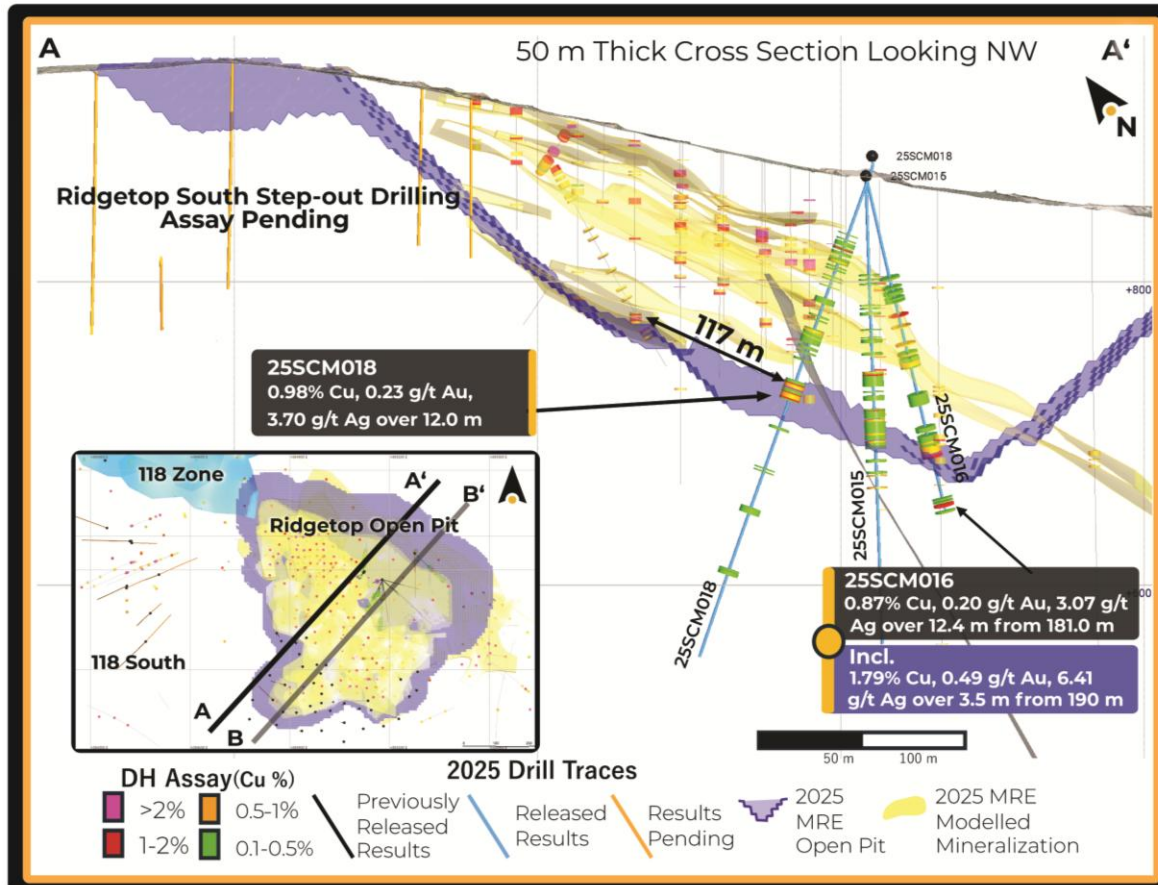 A
50 m Thick Cross Section Looking NW
A'
N
25SCM018
25SCM016
Ridgetop South Step-out Drilling
Assay Pending
+800
117 m
25SCM018
0.98% Cu, 0.23 g/t Au,
3.70 g/t Ag over 12.0 m
25SCM016
25SCM015
25SCM018
118 Zone
A'
B'
Ridgetop Open Pit
118 South
A
B
25SCM016
0.87% Cu, 0.20 g/t Au, 3.07 g/t
Ag over 12.4 m from 181.0 m
Incl.
1.79% Cu, 0.49 g/t Au, 6.41
g/t Ag over 3.5 m from 190 m
50 m
100 m
DH Assay(Cu %)
>2%
0.5-1%
1-2%
0.1-0.5%
2025 Drill Traces
Previously
Released
Results
Released
Results
Results
Pending
2025
MRE
Open Pit
2025 MRE
Modelled
Mineralization